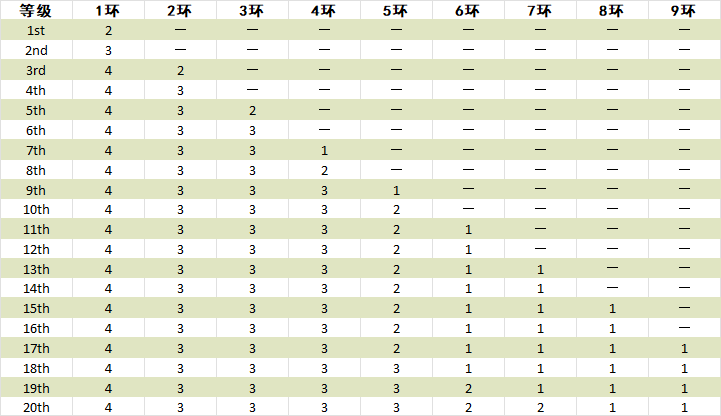 等级 1环 2环 3环 4环 5环 6环 7环 8环 9环
1st 2 — — — — — — — —
2nd 3 — — — — — — — —
3rd 4 2 — — — — — — —
4th 4 3 — — — — — — —
5th 4 3 2 — — — — — —
6th 4 3 3 — — — — — —
7th 4 3 3 1 — — — — —
8th 4 3 3 2 — — — — —
9th 4 3 3 3 1 — — — —
10th 4 3 3 3 2 — — — —
11th 4 3 3 3 2 1 — — —
12th 4 3 3 3 2 1 — — —
13th 4 3 3 3 2 1 1 — —
14th 4 3 3 3 2 1 1 — —
15th 4 3 3 3 2 1 1 1 —
16th 4 3 3 3 2 1 1 1 —
17th 4 3 3 3 2 1 1 1 1
18th 4 3 3 3 3 1 1 1 1
19th 4 3 3 3 3 2 1 1 1
20th 4 3 3 3 3 2 2 1 1